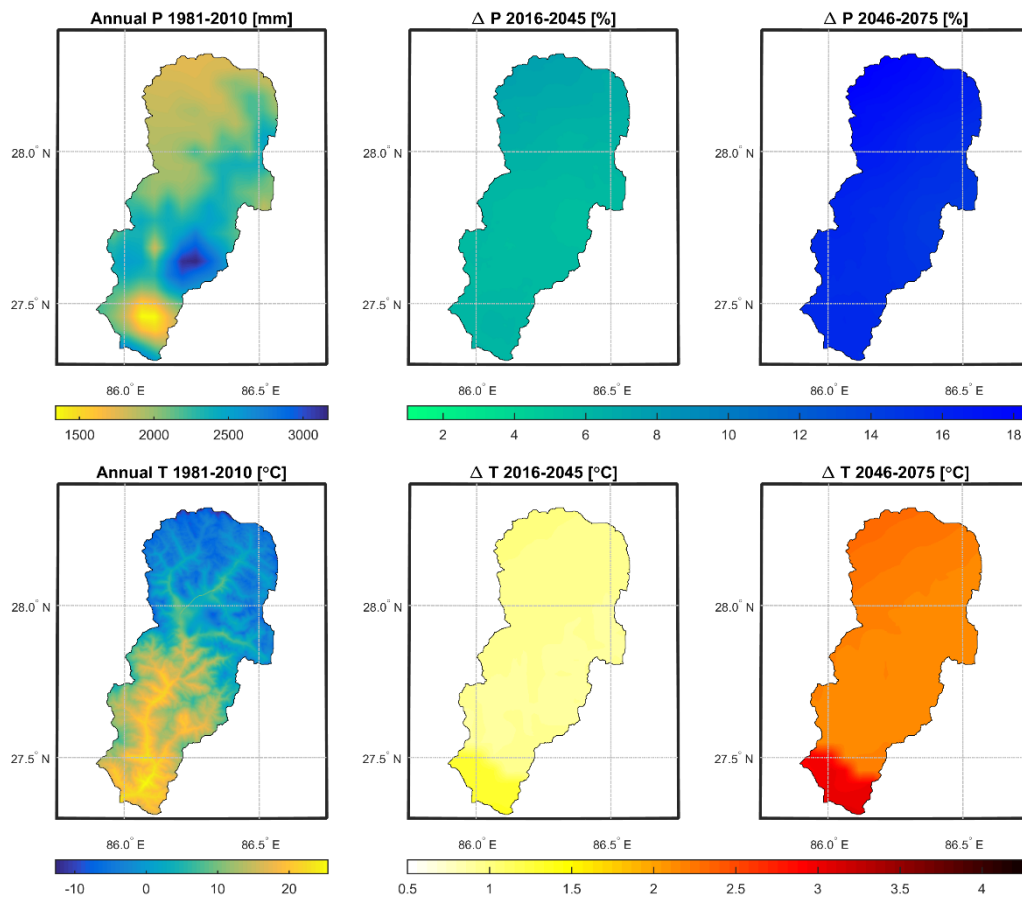 Annual P 1981-2010 [mm]
Δ P 2016-2045 [%]
Δ P 2046-2075 [%]
28.0° N
27.5° N
86.0° E
86.5° E
28.0° N
27.5° N
86.0° E
86.5° E
28.0° N
27.5° N
86.0° E
86.5° E
1500 2000 2500 3000
2 4 6 8 10 12 14 16 18
Annual T 1981-2010 [°C]
Δ T 2016-2045 [°C]
Δ T 2046-2075 [°C]
28.0° N
27.5° N
86.0° E
86.5° E
28.0° N
27.5° N
86.0° E
86.5° E
28.0° N
27.5° N
86.0° E
86.5° E
-10 0 10 20
0.5 1 1.5 2 2.5 3 3.5 4